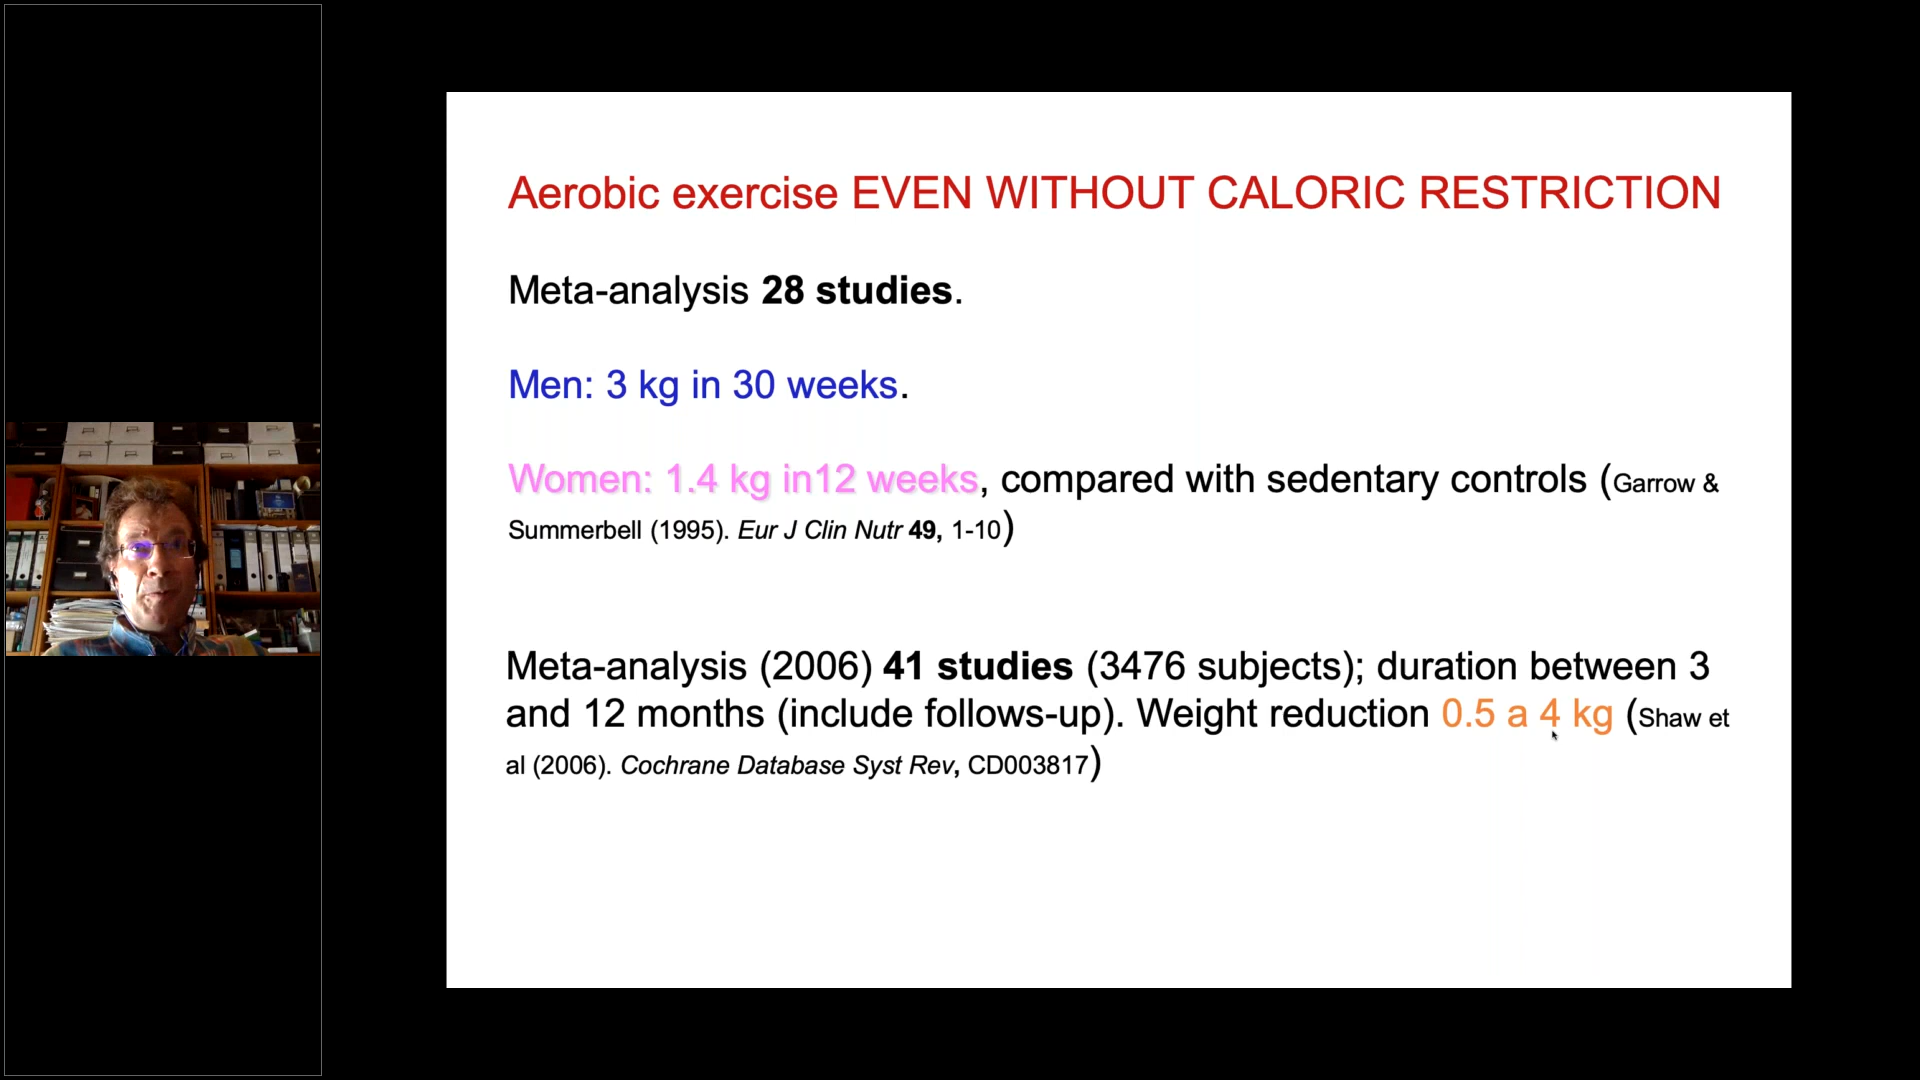 Aerobic exercise EVEN WITHOUT CALORIC RESTRICTION
Meta-analysis 28 studies.
Men: 3 kg in 30 weeks.
Women: 1.4 kg in12 weeks, compared with sedentary controls (Garrow &
Summerbell (1995). Eur J Clin Nutr 49, 1-10)
Meta-analysis (2006) 41 studies (3476 subjects); duration between 3
and 12 months (include follows-up). Weight reduction 0.5 a 4 kg (Shaw et
al (2006). Cochrane Database Syst Rev, CD003817)